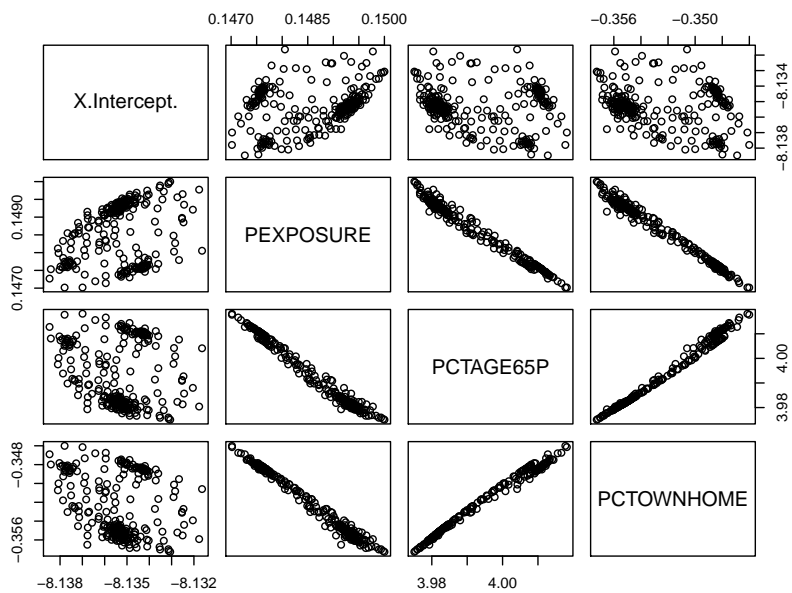 0.1470 0.1485 0.1500
−0.356 −0.350
X.Intercept.
−8.138 −8.134
0.1470 0.1490
PEXPOSURE
PCTAGE65P
3.98 4.00
−0.356 −0.348
PCTOWNHOME
−8.138 −8.135 −8.132
3.98 4.00